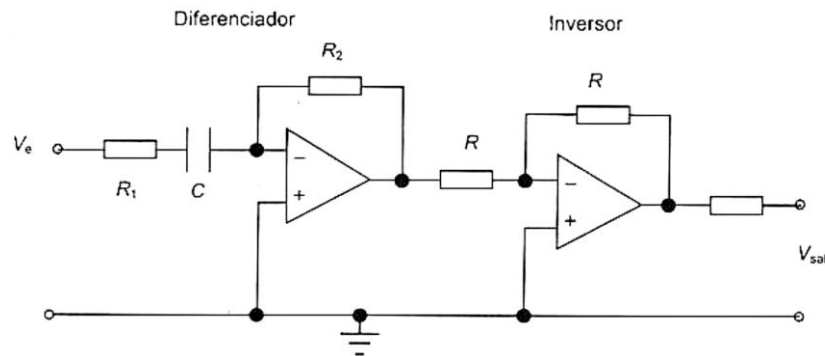 Diferenciador Inversor
R₂
R
Vₑ
R
R₁ C
−
+
−
+
Vsal